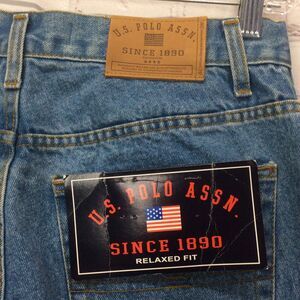 U.S. POLO ASSN.
SINCE 1890
U.S. POLO ASSN.
SINCE 1890
RELAXED FIT